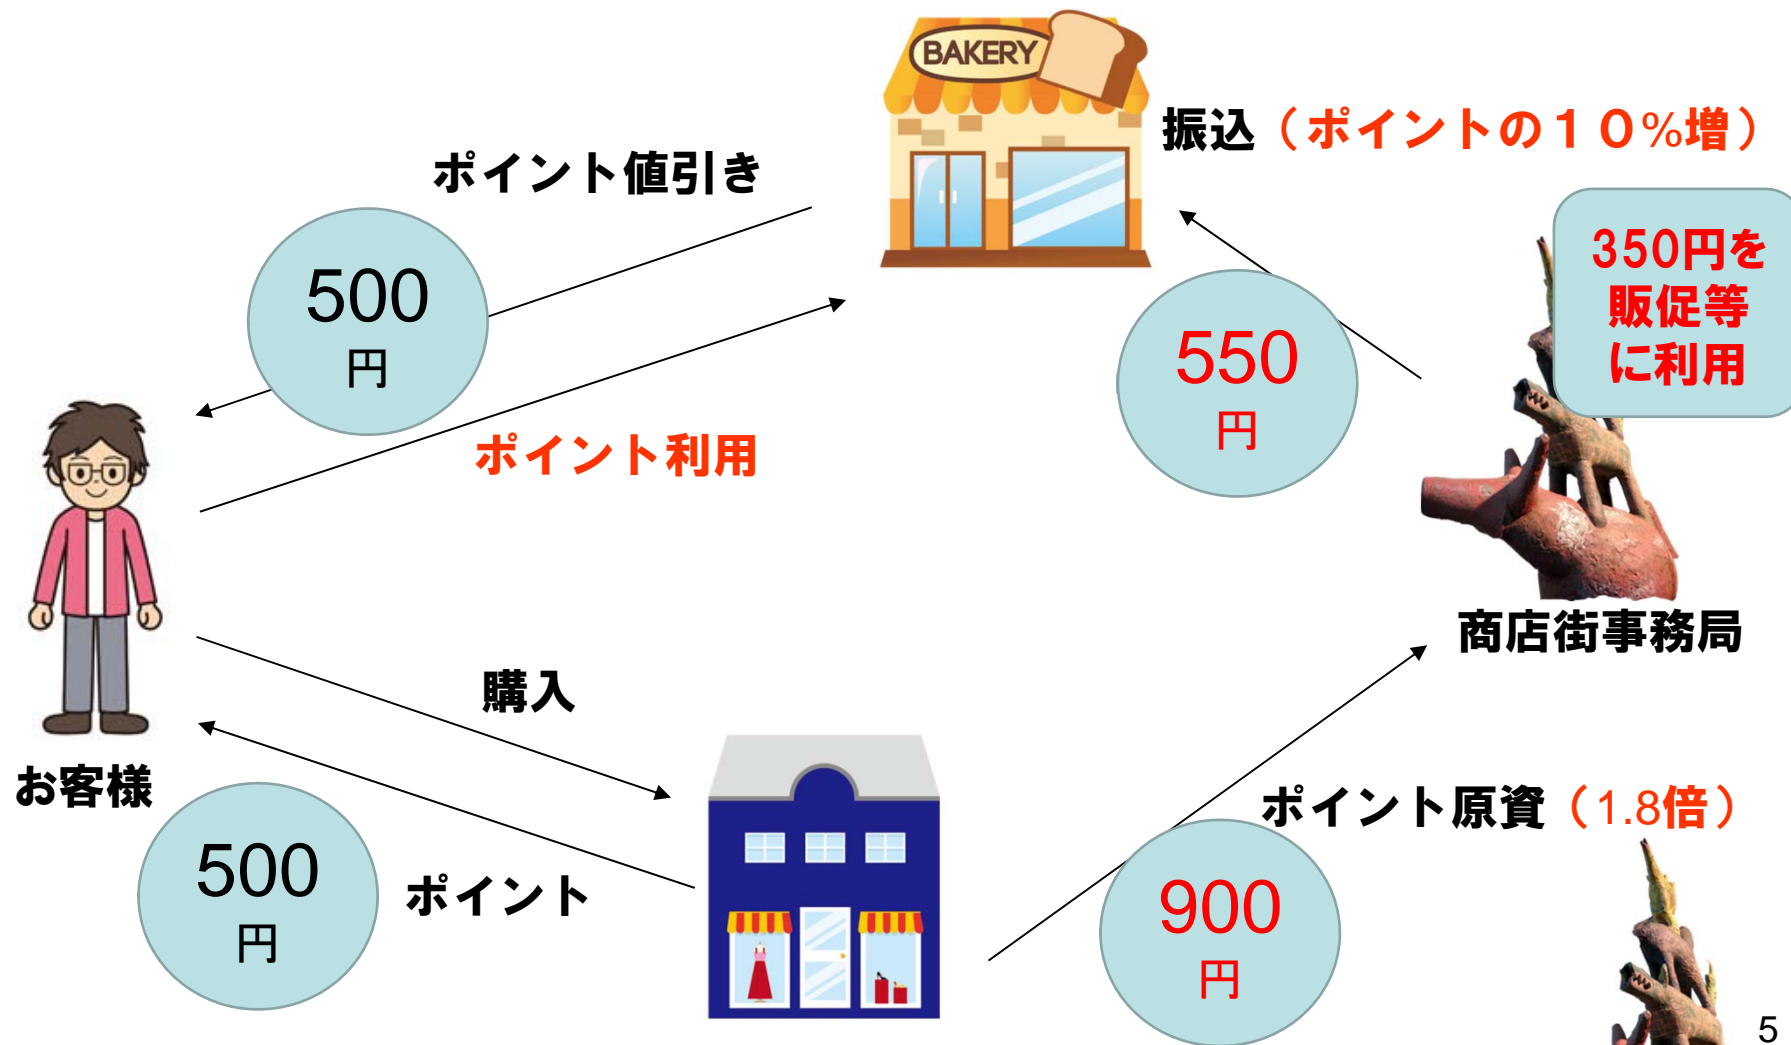 BAKERY
振込（ポイントの１０%増）
ポイント値引き
350円を
販促等
に利用
500
円
550
円
ポイント利用
商店街事務局
購入
お客様
ポイント原資（1.8倍）
500
円
ポイント
900
円
5